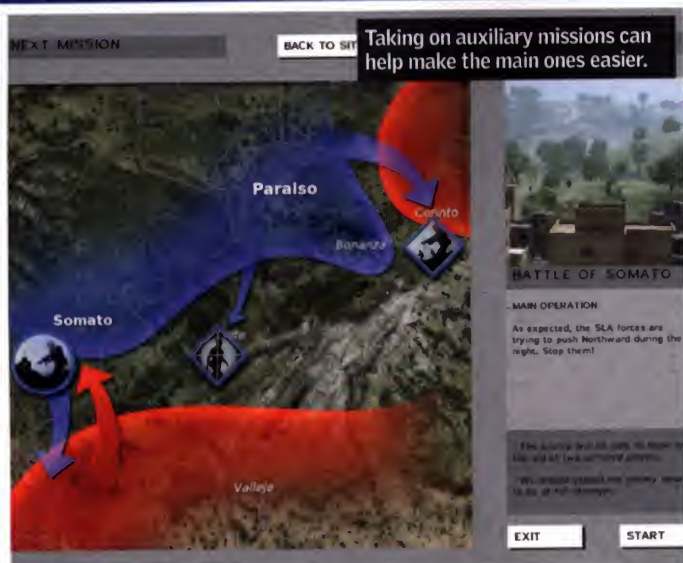 NEXT MISSION
BACK TO SIT
Taking on auxiliary missions can
help make the main ones easier.
Paraiso
Corinto
Bonanza
Somato
Vallejo
BATTLE OF SOMATO
MAIN OPERATION
As expected, the SLA forces are
trying to push Northward during the
night. Stop them!
EXIT
START